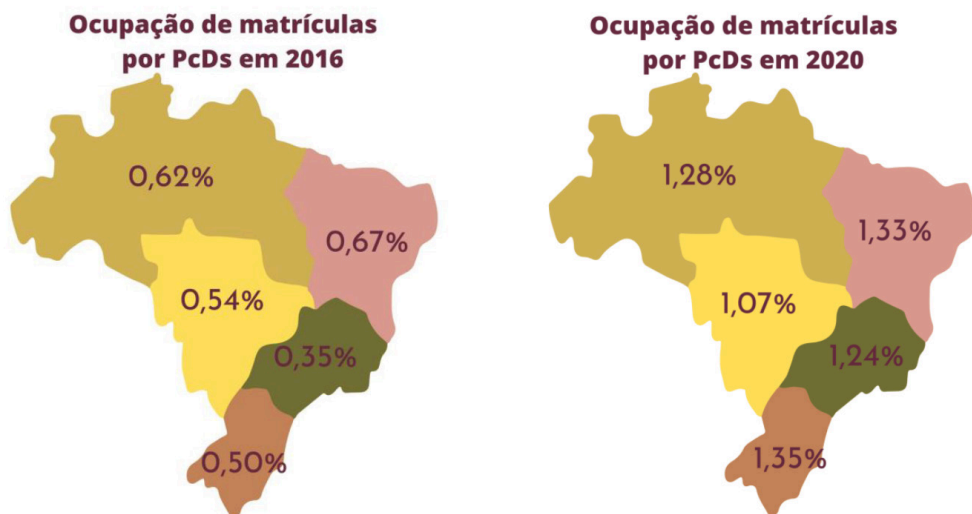 Ocupação de matrículas
por PcDs em 2016
0,62%
0,67%
0,54%
0,35%
0,50%
Ocupação de matrículas
por PcDs em 2020
1,28%
1,33%
1,07%
1,24%
1,35%